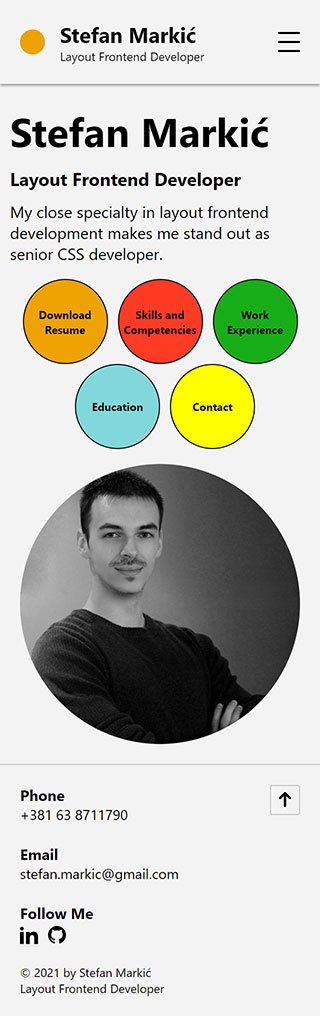 Stefan Markić
Layout Frontend Developer
Stefan Markić
Layout Frontend Developer
My close specialty in layout frontend
development makes me stand out as
senior CSS developer.
Download
Resume
Skills and
Competencies
Work
Experience
Education
Contact
Phone
+381 63 8711790
Email
stefan.markic@gmail.com
Follow Me
in
© 2021 by Stefan Markić
Layout Frontend Developer